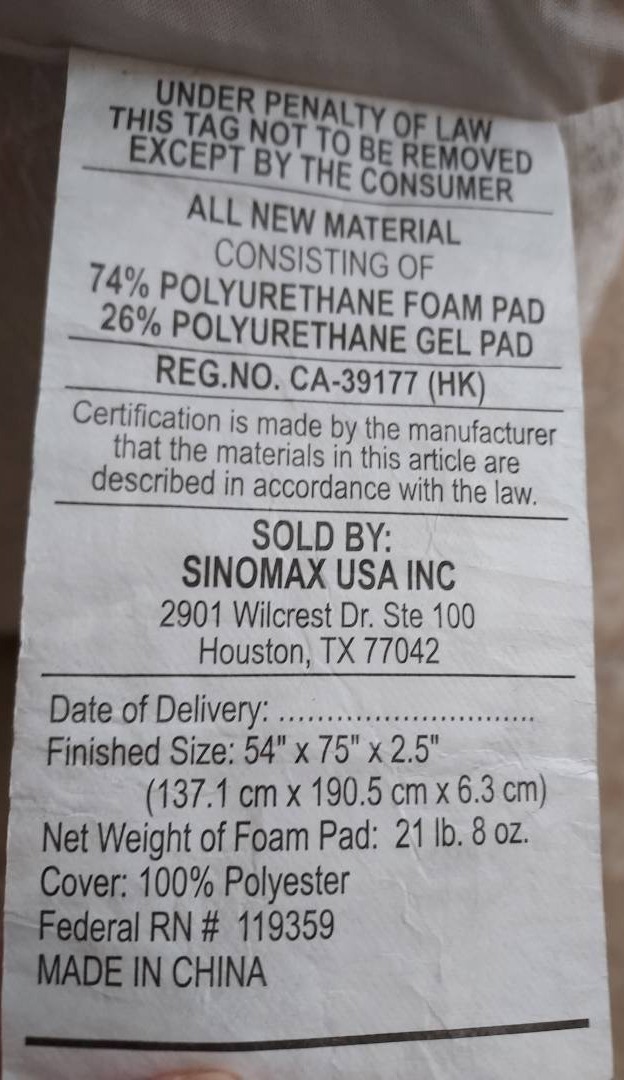 UNDER PENALTY OF LAW
THIS TAG NOT TO BE REMOVED
EXCEPT BY THE CONSUMER
ALL NEW MATERIAL
CONSISTING OF
74% POLYURETHANE FOAM PAD
26% POLYURETHANE GEL PAD
REG.NO. CA-39177 (HK)
Certification is made by the manufacturer
that the materials in this article are
described in accordance with the law.
SOLD BY:
SINOMAX USA INC
2901 Wilcrest Dr. Ste 100
Houston, TX 77042
Date of Delivery: ............................
Finished Size: 54" x 75" x 2.5"
(137.1 cm x 190.5 cm x 6.3 cm)
Net Weight of Foam Pad: 21 lb. 8 oz.
Cover: 100% Polyester
Federal RN # 119359
MADE IN CHINA